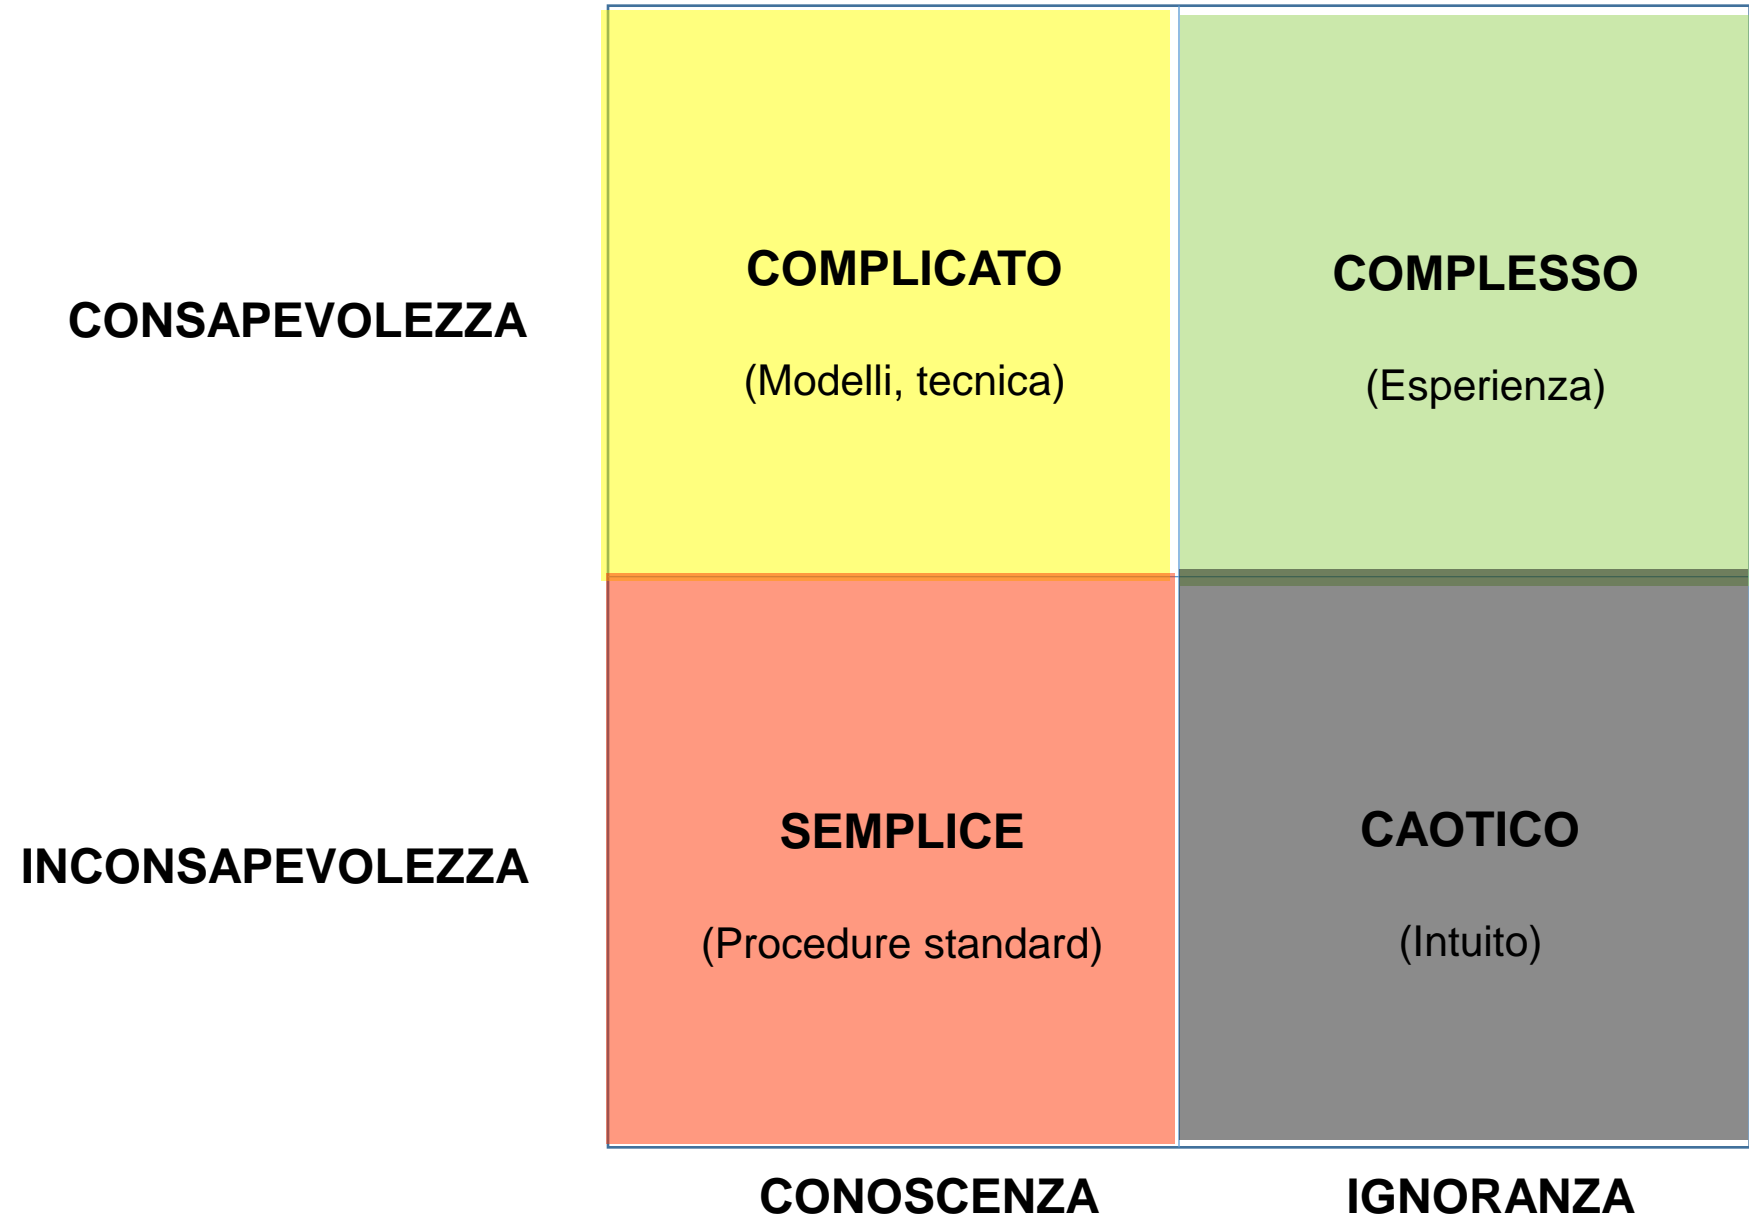 COMPLICATO
COMPLESSO
CONSAPEVOLEZZA
(Modelli, tecnica)
(Esperienza)
SEMPLICE
CAOTICO
INCONSAPEVOLEZZA
(Procedure standard)
(Intuito)
CONOSCENZA
IGNORANZA